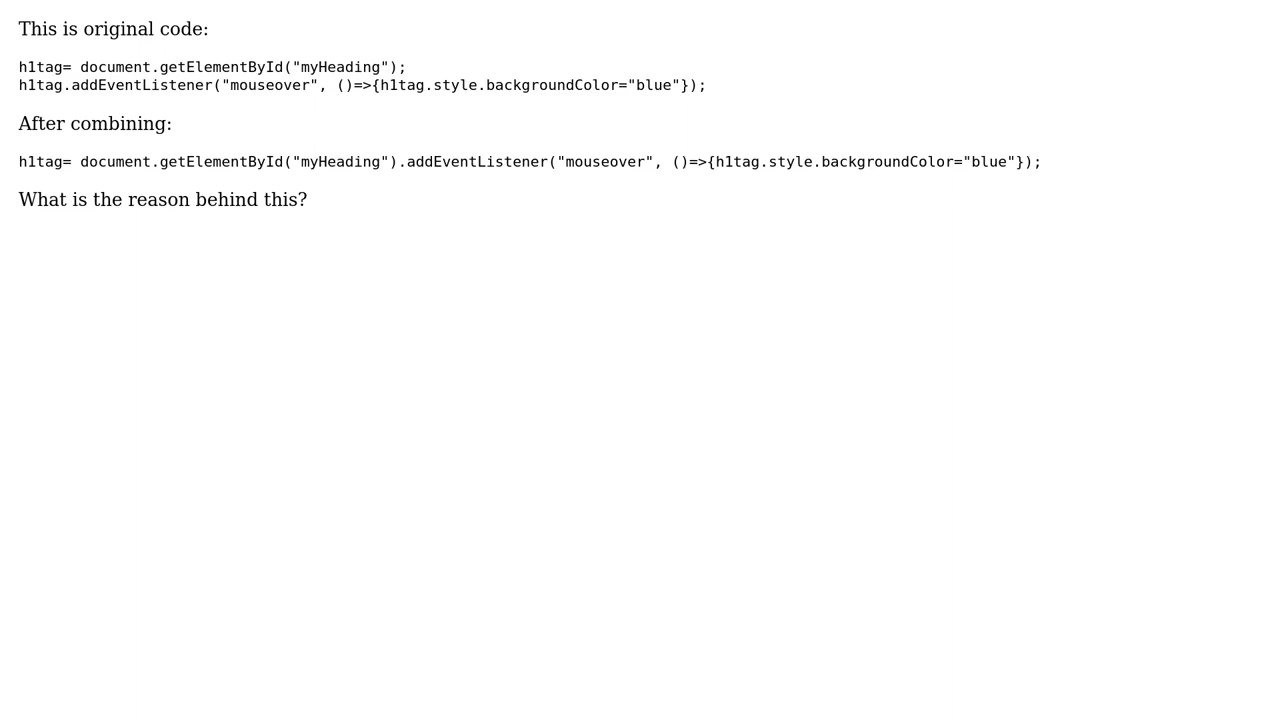 This is original code:
h1tag= document.getElementById("myHeading");
h1tag.addEventListener("mouseover", ()=>{h1tag.style.backgroundColor="blue"});
After combining:
h1tag= document.getElementById("myHeading").addEventListener("mouseover", ()=>{h1tag.style.backgroundColor="blue"});
What is the reason behind this?